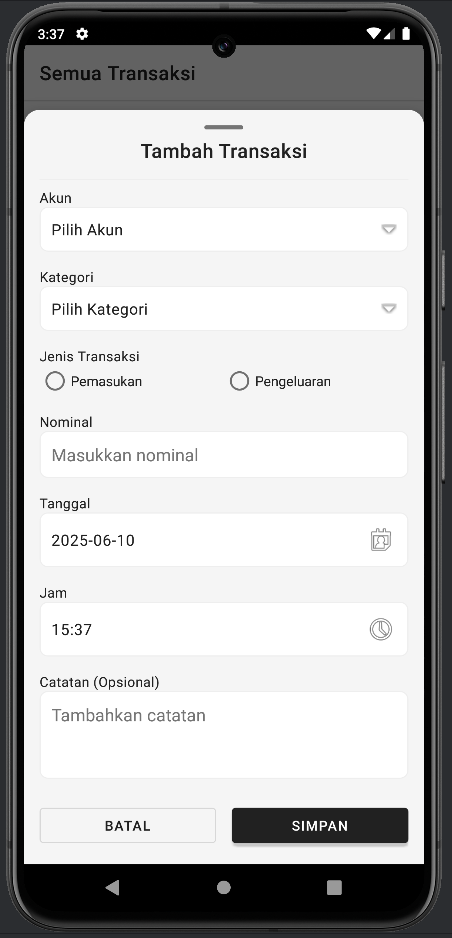 3:37
Semua Transaksi
Tambah Transaksi
Akun
Pilih Akun
Kategori
Pilih Kategori
Jenis Transaksi
Pemasukan Pengeluaran
Nominal
Masukkan nominal
Tanggal
2025-06-10
Jam
15:37
Catatan (Opsional)
Tambahkan catatan
BATAL SIMPAN